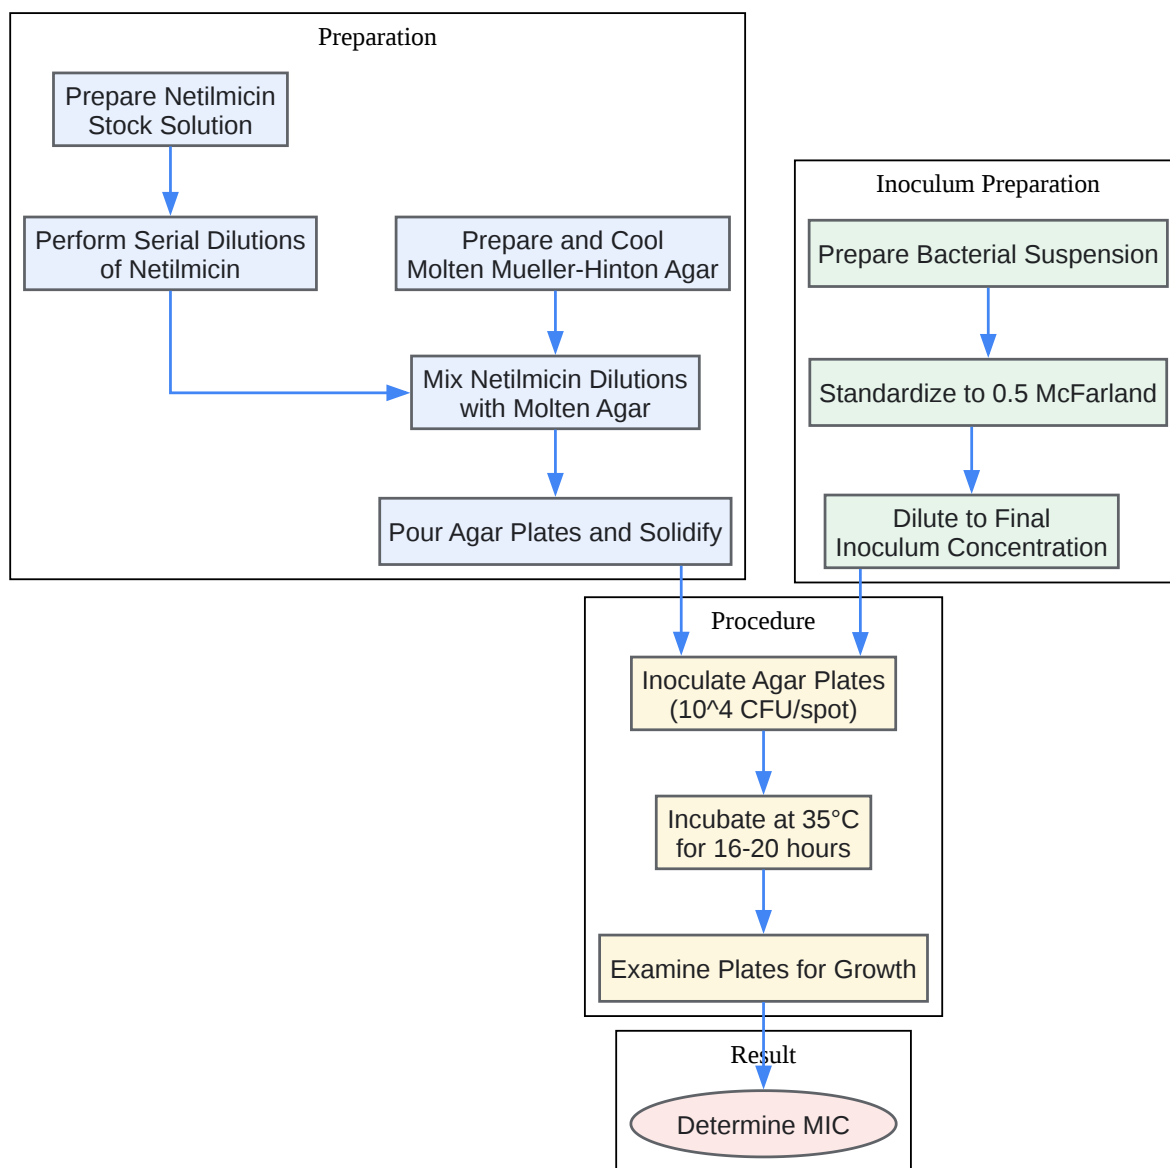 Preparation
Prepare Netilmicin
Stock Solution
Perform Serial Dilutions
of Netilmicin
Prepare and Cool
Molten Mueller-Hinton Agar
Mix Netilmicin Dilutions
with Molten Agar
Pour Agar Plates and Solidify
Inoculum Preparation
Prepare Bacterial Suspension
Standardize to 0.5 McFarland
Dilute to Final
Inoculum Concentration
Procedure
Inoculate Agar Plates
(10^4 CFU/spot)
Incubate at 35°C
for 16-20 hours
Examine Plates for Growth
Result
Determine MIC